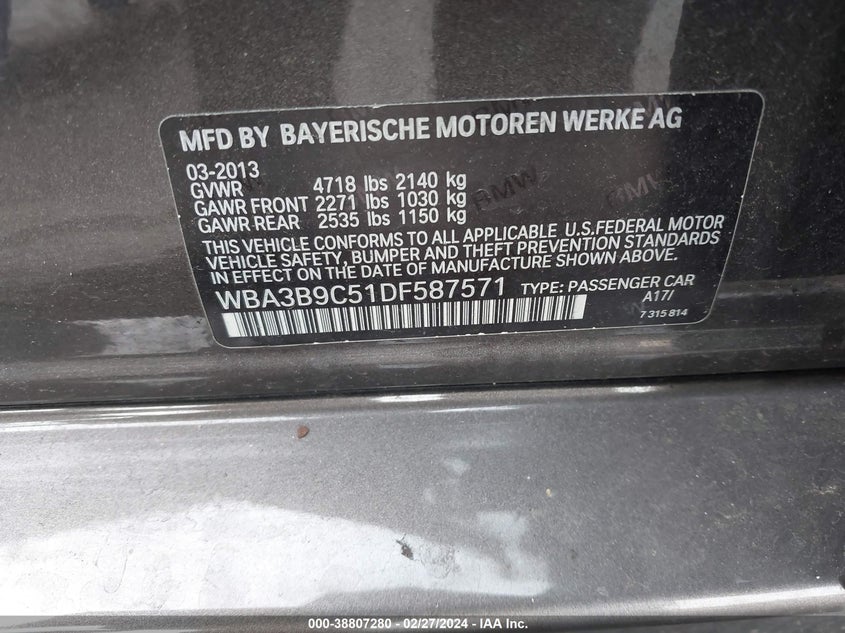 MFD BY BAYERISCHE MOTOREN WERKE AG
03-2013
GVWR 4718 lbs 2140 kg
GAWR FRONT 2271 lbs 1030 kg
GAWR REAR 2535 lbs 1150 kg
THIS VEHICLE CONFORMS TO ALL APPLICABLE U.S.FEDERAL MOTOR
VEHICLE SAFETY, BUMPER AND THEFT PREVENTION STANDARDS
IN EFFECT ON THE DATE OF MANUFACTURE SHOWN ABOVE.
WBA3B9C51DF587571 TYPE: PASSENGER CAR
A17/
7 315 814
BMW
000-38807280 - 02/27/2024 - IAA Inc.